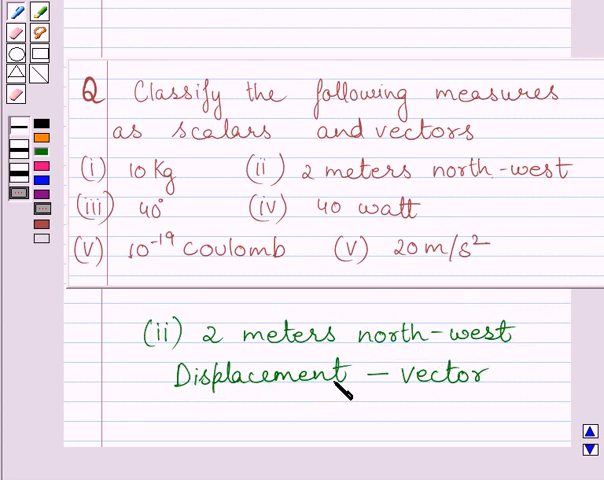 Q Classify the following measures
as scalars and vectors
(i) 10 Kg (ii) 2 meters north-west
(iii) 40° (iv) 40 watt
(v) 10⁻¹⁹ coulomb (v) 20 m/s²
(ii) 2 meters north-west
Displacement – vector